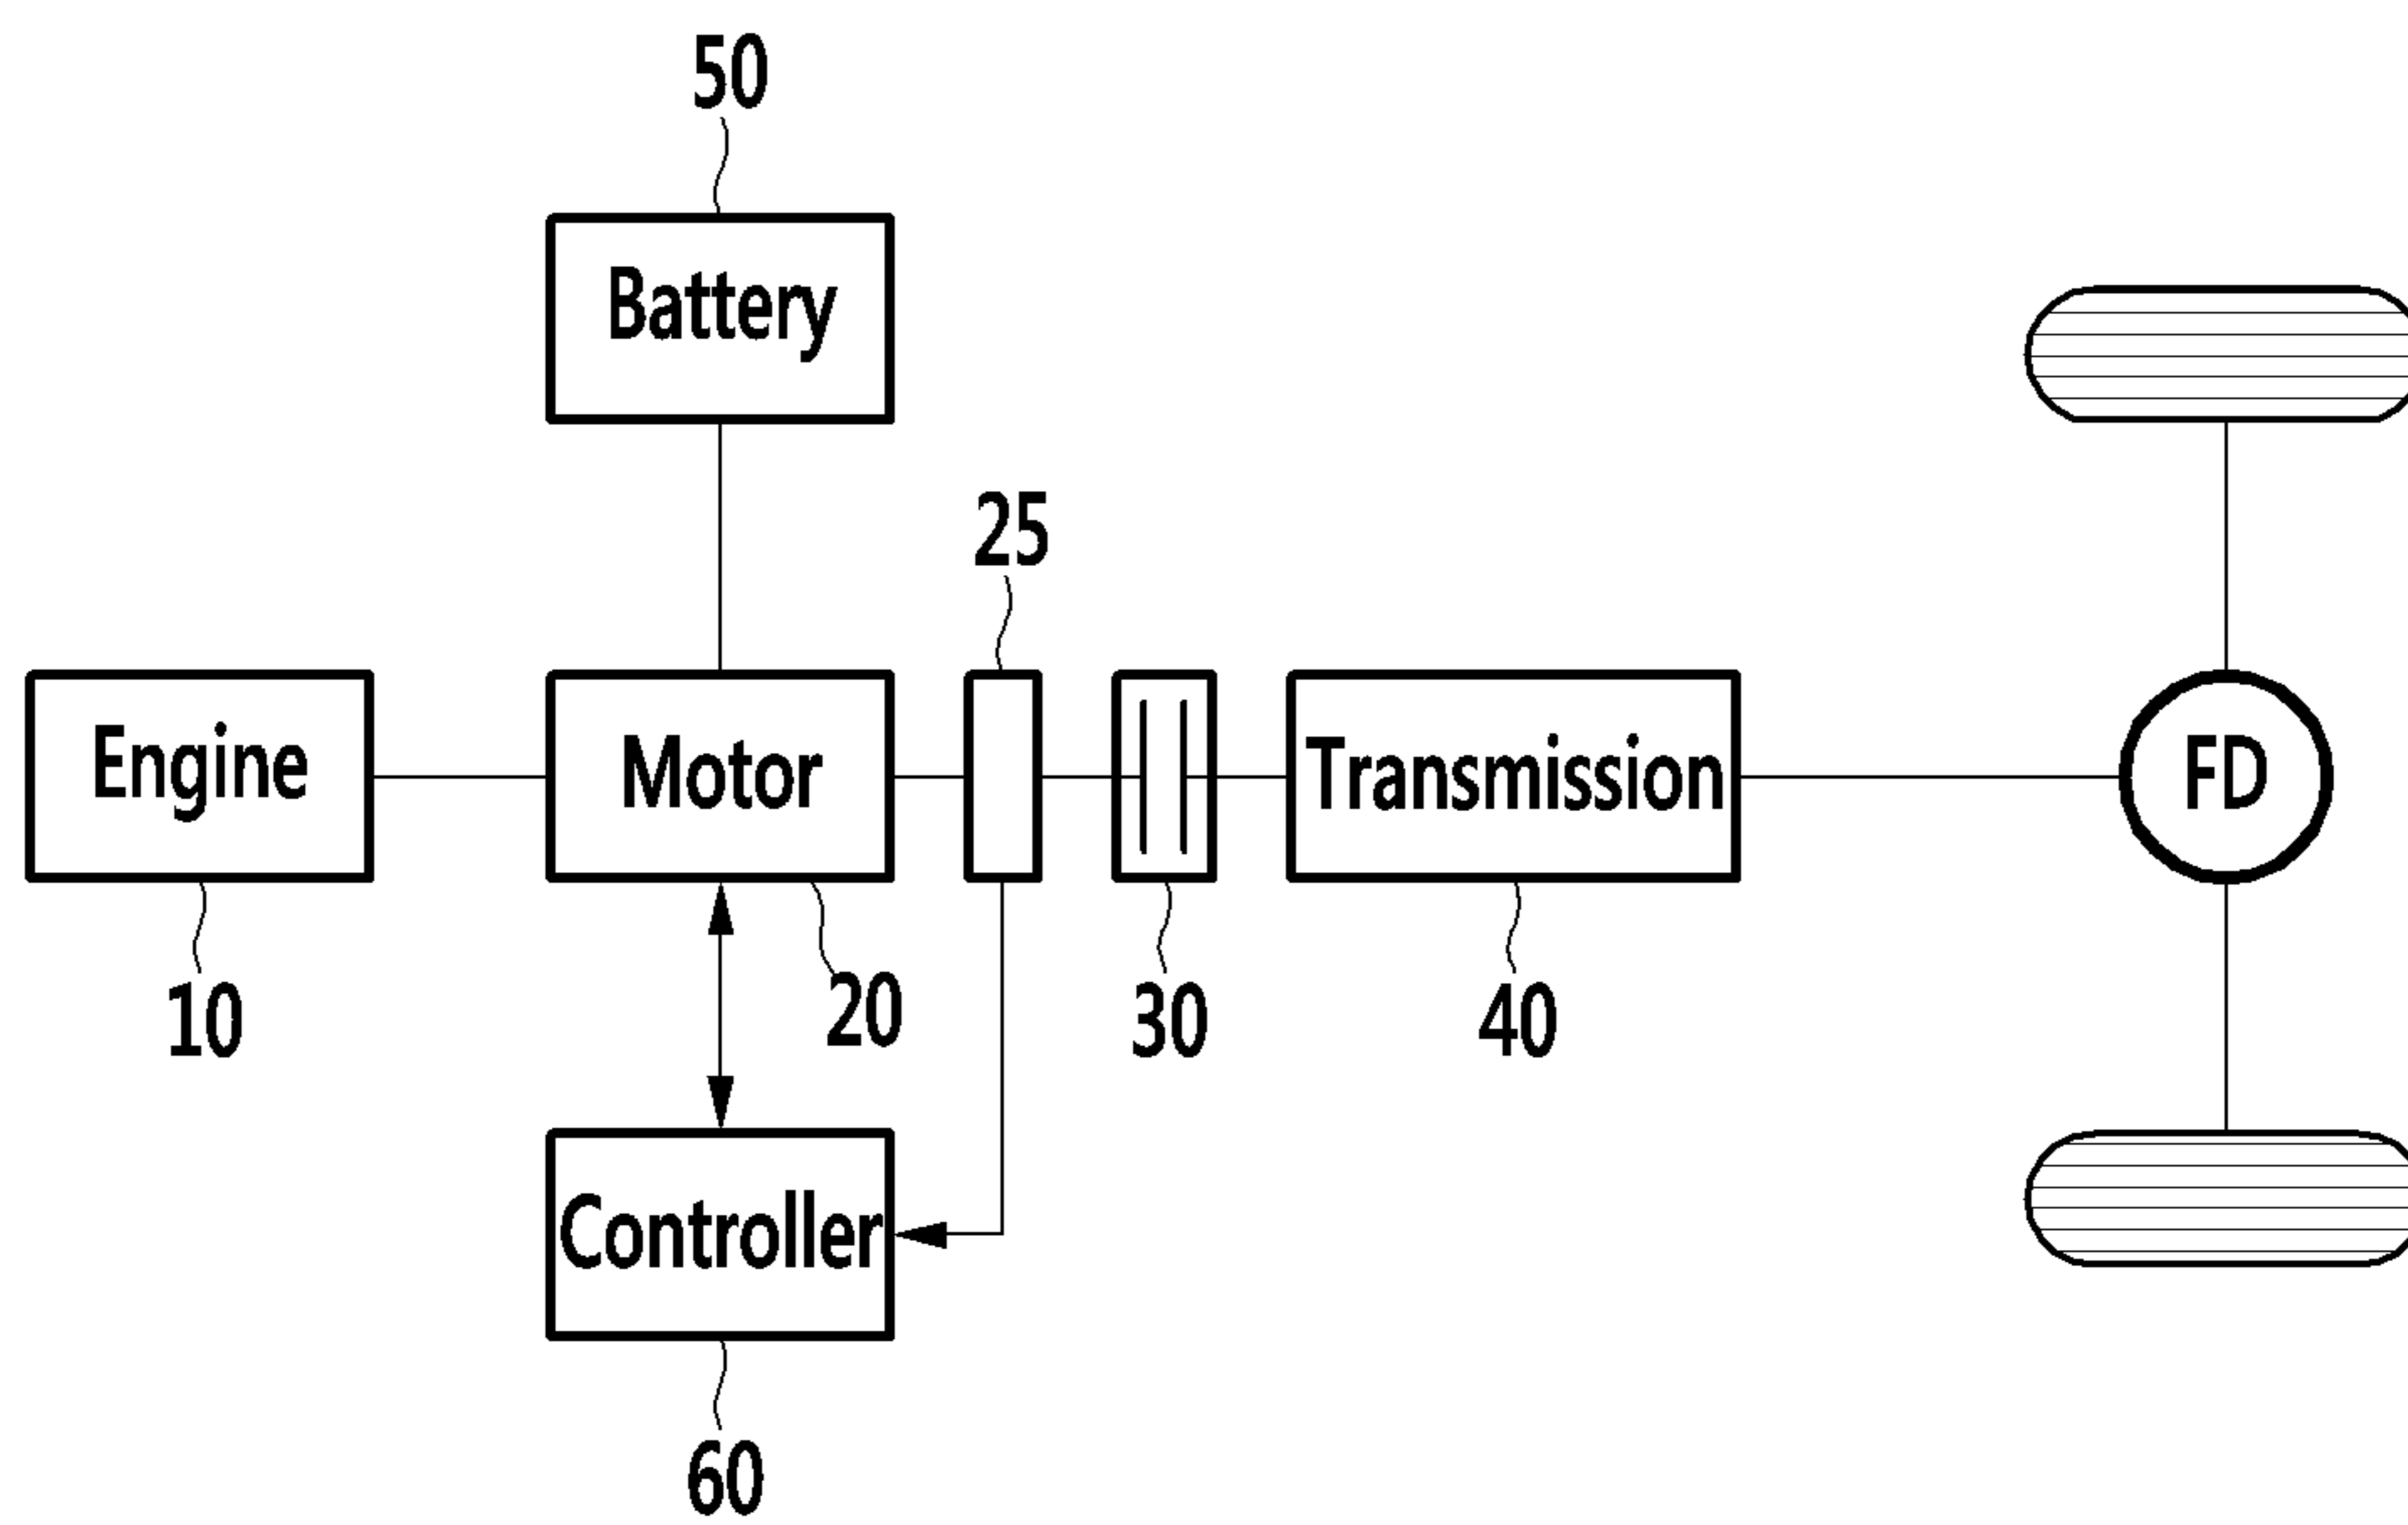 50
Battery
25
Engine
Motor
Transmission
FD
10
20
30
40
Controller
60